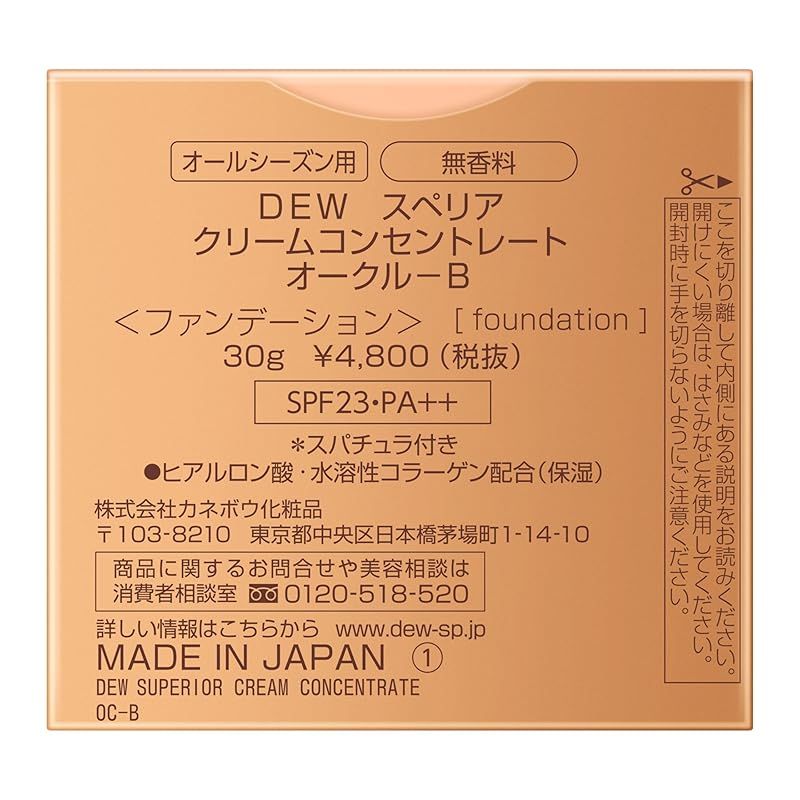 オールシーズン用 無香料
DEW スペリア
クリームコンセントレート
オークル－B
＜ファンデーション＞ [foundation]
30g ¥4,800（税抜）
SPF23・PA++
＊スパチュラ付き
●ヒアルロン酸・水溶性コラーゲン配合（保湿）
株式会社カネボウ化粧品
〒103-8210 東京都中央区日本橋茅場町1-14-10
商品に関するお問合せや美容相談は
消費者相談室 0120-518-520
詳しい情報はこちらから www.dew-sp.jp
MADE IN JAPAN ①
DEW SUPERIOR CREAM CONCENTRATE
OC-B
ここを切り離して内側にある説明をお読みください。
開けにくい場合は、はさみなどを使用してください。
開封時に手を切らないようにご注意ください。